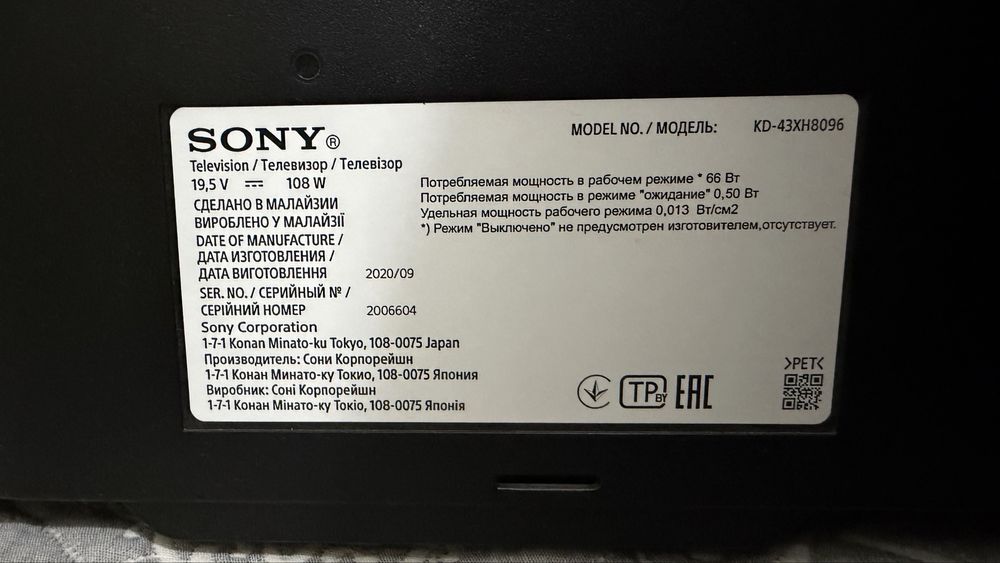 SONY®
MODEL NO. / МОДЕЛЬ: KD-43XH8096
Television / Телевизор / Телевізор
19,5 V ⎓ 108 W
СДЕЛАНО В МАЛАЙЗИИ
ВИРОБЛЕНО У МАЛАЙЗІЇ
DATE OF MANUFACTURE /
ДАТА ИЗГОТОВЛЕНИЯ /
ДАТА ВИГОТОВЛЕННЯ 2020/09
SER. NO. / СЕРИЙНЫЙ № /
СЕРІЙНИЙ НОМЕР 2006604
Sony Corporation
1-7-1 Konan Minato-ku Tokyo, 108-0075 Japan
Производитель: Сони Корпорейшн
1-7-1 Конан Минато-ку Токио, 108-0075 Япония
Виробник: Соні Корпорейшн
1-7-1 Конан Мінато-ку Токіо, 108-0075 Японія
Потребляемая мощность в рабочем режиме * 66 Вт
Потребляемая мощность в режиме "ожидание" 0,50 Вт
Удельная мощность рабочего режима 0,013 Вт/см2
*) Режим "Выключено" не предусмотрен изготовителем,отсутствует.
TP BY EAC
>PET<